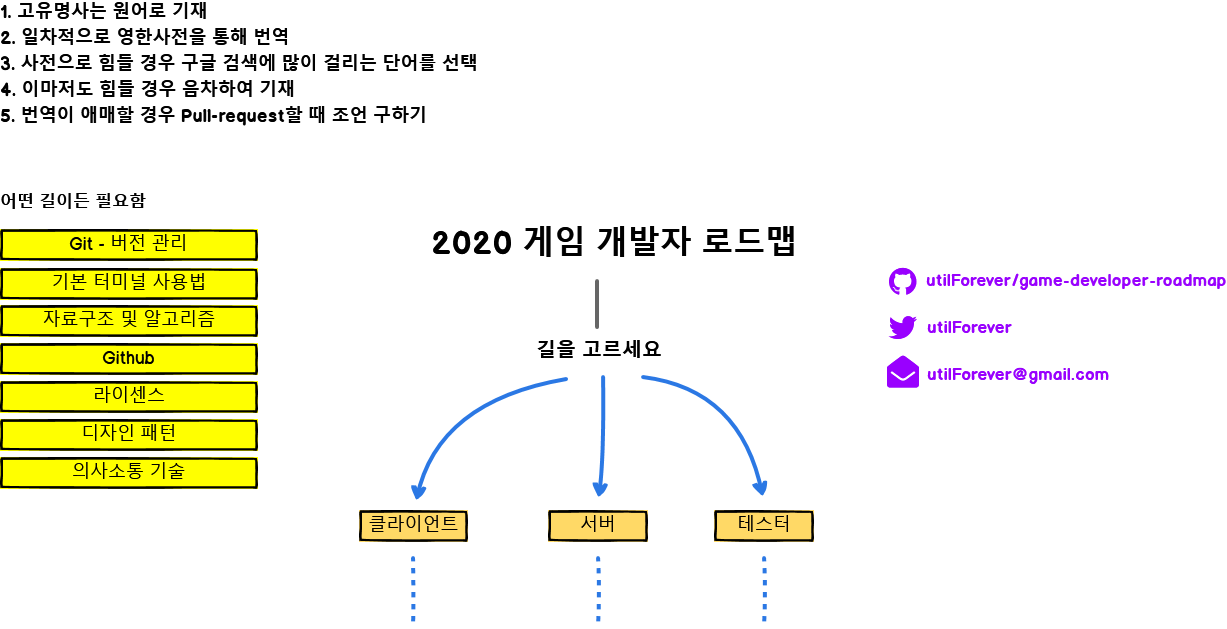 1. 고유명사는 원어로 기재
2. 일차적으로 영한사전을 통해 번역
3. 사전으로 힘들 경우 구글 검색에 많이 걸리는 단어를 선택
4. 이마저도 힘들 경우 음차하여 기재
5. 번역이 애매할 경우 Pull-request할 때 조언 구하기
어떤 길이든 필요함
Git - 버전 관리
기본 터미널 사용법
자료구조 및 알고리즘
Github
라이센스
디자인 패턴
의사소통 기술
2020 게임 개발자 로드맵
길을 고르세요
클라이언트
서버
테스터
utilForever/game-developer-roadmap
utilForever
utilForever@gmail.com